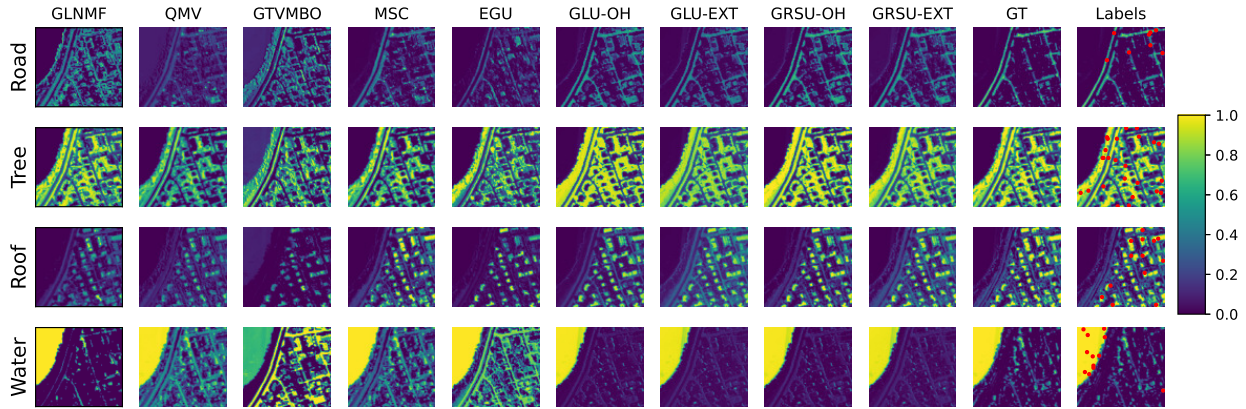 GLNMF QMV GTVMBO MSC EGU GLU-OH GLU-EXT GRSU-OH GRSU-EXT GT Labels
Road
Tree
Roof
Water
1.0
0.8
0.6
0.4
0.2
0.0